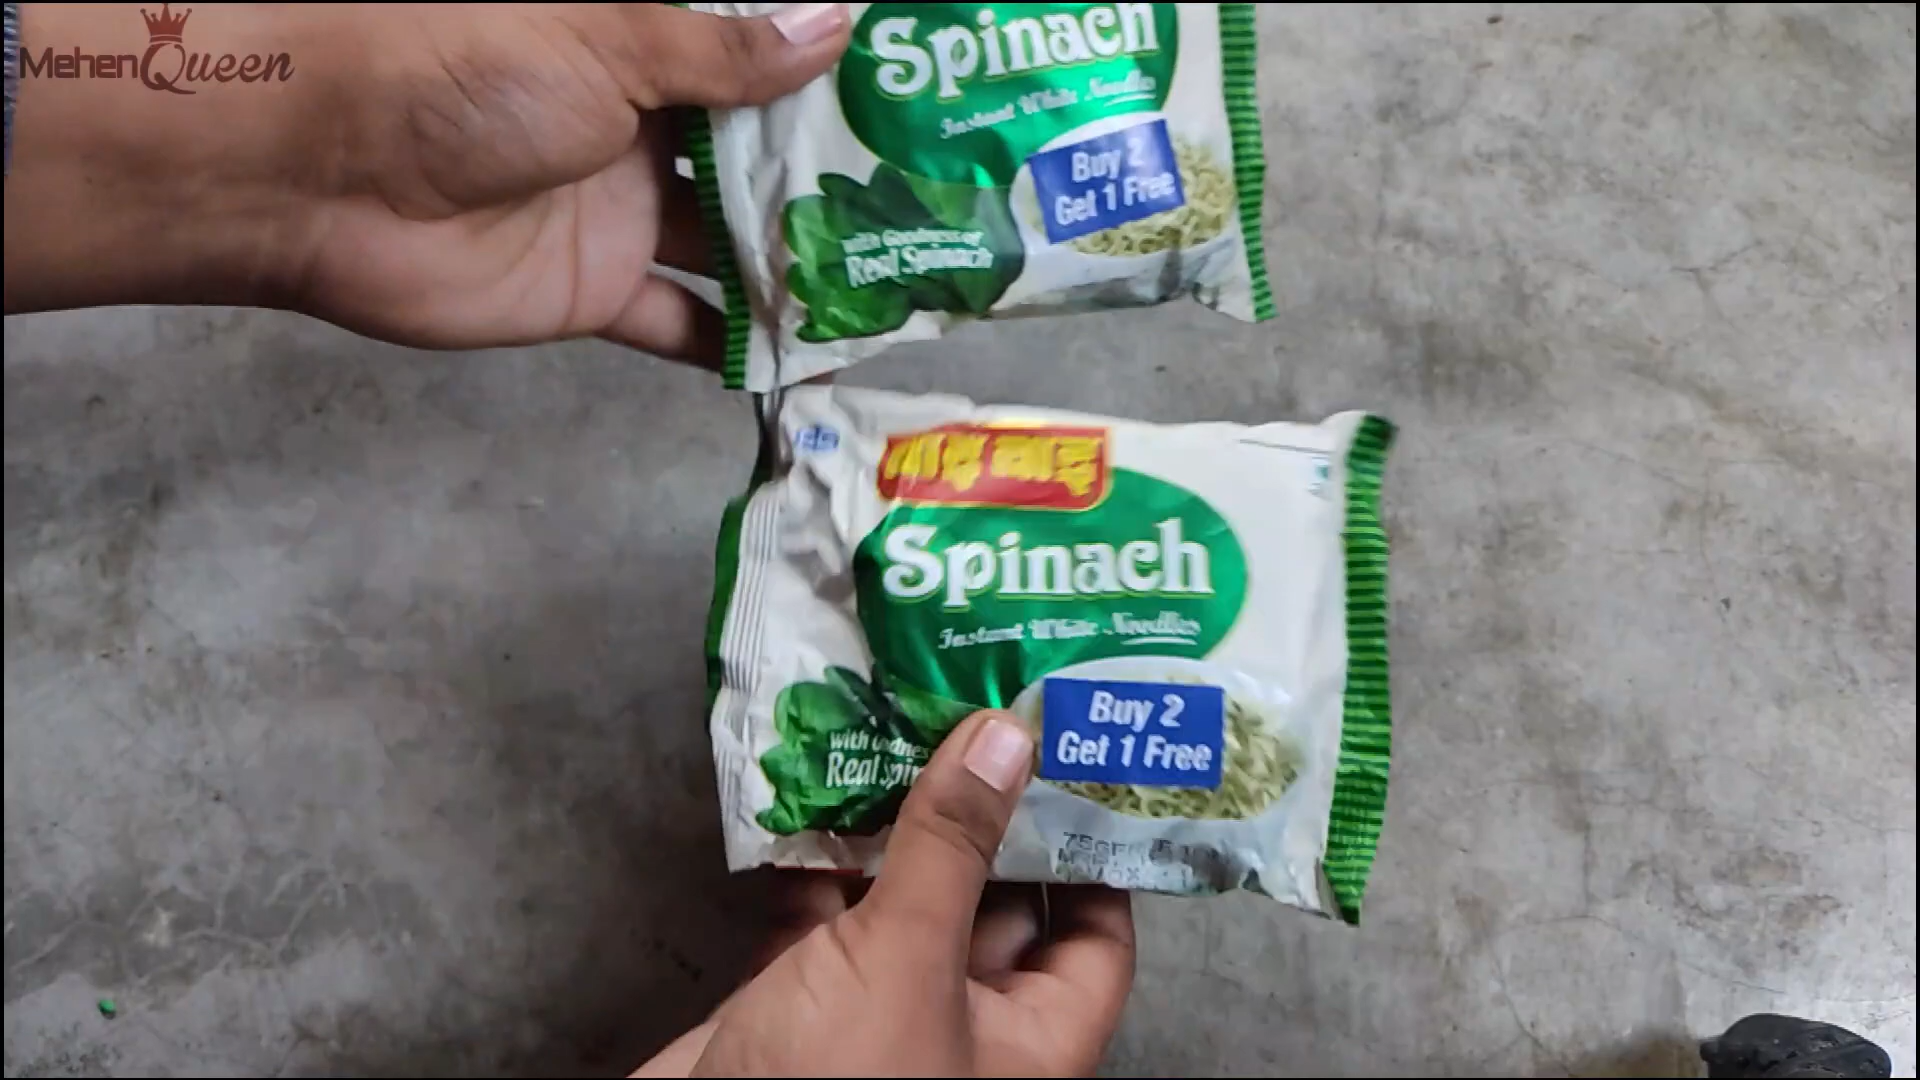 MehenQueen
Spinach
Instant White Noodles
Buy 2
Get 1 Free
with Goodness of
Real Spinach
वाइ वाइ
Spinach
Instant White Noodles
Buy 2
Get 1 Free
with
Real